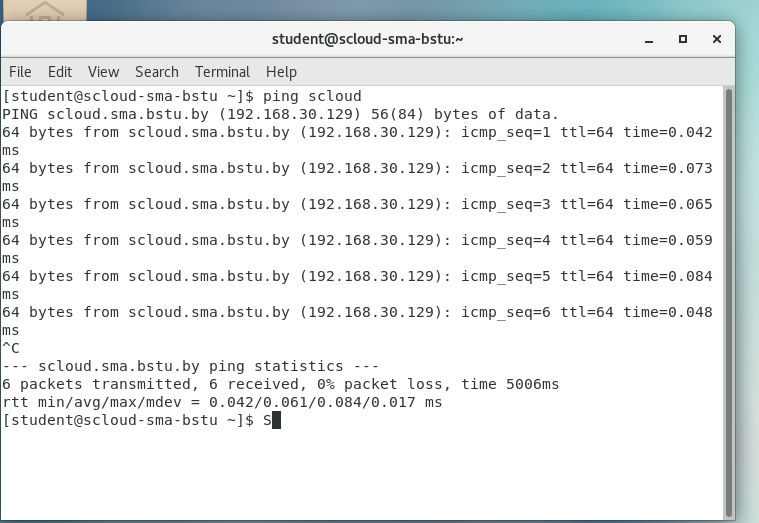 student@scloud-sma-bstu:~
File Edit View Search Terminal Help
[student@scloud-sma-bstu ~]$ ping scloud
PING scloud.sma.bstu.by (192.168.30.129) 56(84) bytes of data.
64 bytes from scloud.sma.bstu.by (192.168.30.129): icmp_seq=1 ttl=64 time=0.042
ms
64 bytes from scloud.sma.bstu.by (192.168.30.129): icmp_seq=2 ttl=64 time=0.073
ms
64 bytes from scloud.sma.bstu.by (192.168.30.129): icmp_seq=3 ttl=64 time=0.065
ms
64 bytes from scloud.sma.bstu.by (192.168.30.129): icmp_seq=4 ttl=64 time=0.059
ms
64 bytes from scloud.sma.bstu.by (192.168.30.129): icmp_seq=5 ttl=64 time=0.084
ms
64 bytes from scloud.sma.bstu.by (192.168.30.129): icmp_seq=6 ttl=64 time=0.048
ms
^C
--- scloud.sma.bstu.by ping statistics ---
6 packets transmitted, 6 received, 0% packet loss, time 5006ms
rtt min/avg/max/mdev = 0.042/0.061/0.084/0.017 ms
[student@scloud-sma-bstu ~]$ S